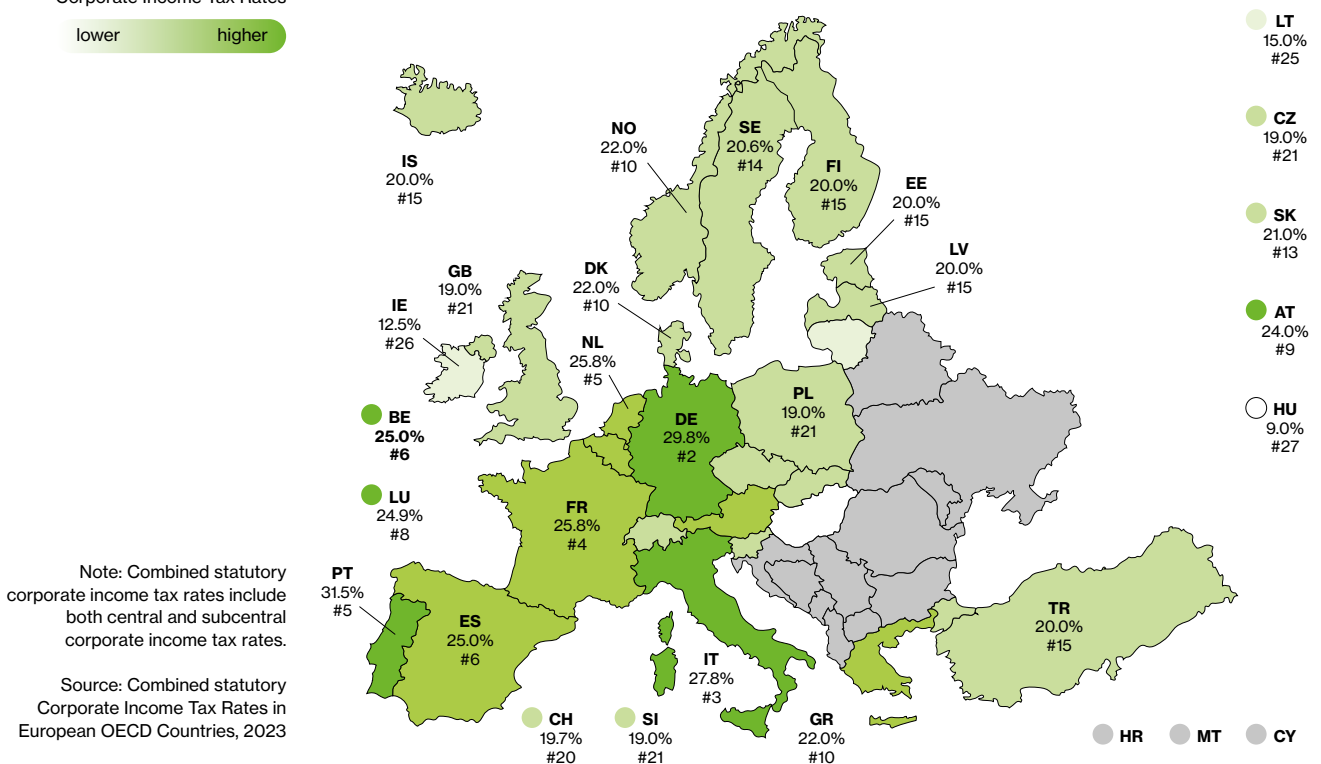 Corporate Income Tax Rates
lower
higher
IS
20.0%
#15
NO
22.0%
#10
SE
20.6%
#14
FI
20.0%
#15
EE
20.0%
#15
LV
20.0%
#15
GB
19.0%
#21
IE
12.5%
#26
DK
22.0%
#10
NL
25.8%
#5
BE
25.0%
#6
LU
24.9%
#8
DE
29.8%
#2
PL
19.0%
#21
FR
25.8%
#4
PT
31.5%
#5
ES
25.0%
#6
IT
27.8%
#3
CH
19.7%
#20
SI
19.0%
#21
GR
22.0%
#10
TR
20.0%
#15
LT
15.0%
#25
CZ
19.0%
#21
SK
21.0%
#13
AT
24.0%
#9
HU
9.0%
#27
HR
MT
CY
Note: Combined statutory
corporate income tax rates include
both central and subcentral
corporate income tax rates.
Source: Combined statutory
Corporate Income Tax Rates in
European OECD Countries, 2023